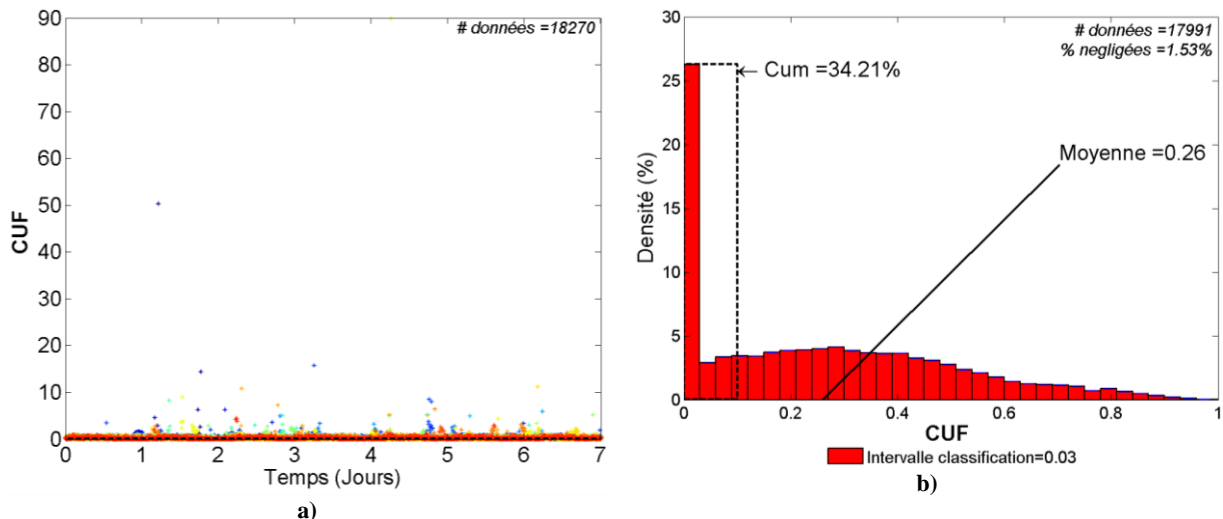 # données =18270
90
80
70
60
50
40
30
20
10
0
CUF
0 1 2 3 4 5 6 7
Temps (Jours)
a)
# données =17991
% negligées =1.53%
30
25
20
15
10
5
0
Densité (%)
←Cum =34.21%
Moyenne =0.26
0 0.2 0.4 0.6 0.8 1
CUF
Intervalle classification=0.03
b)